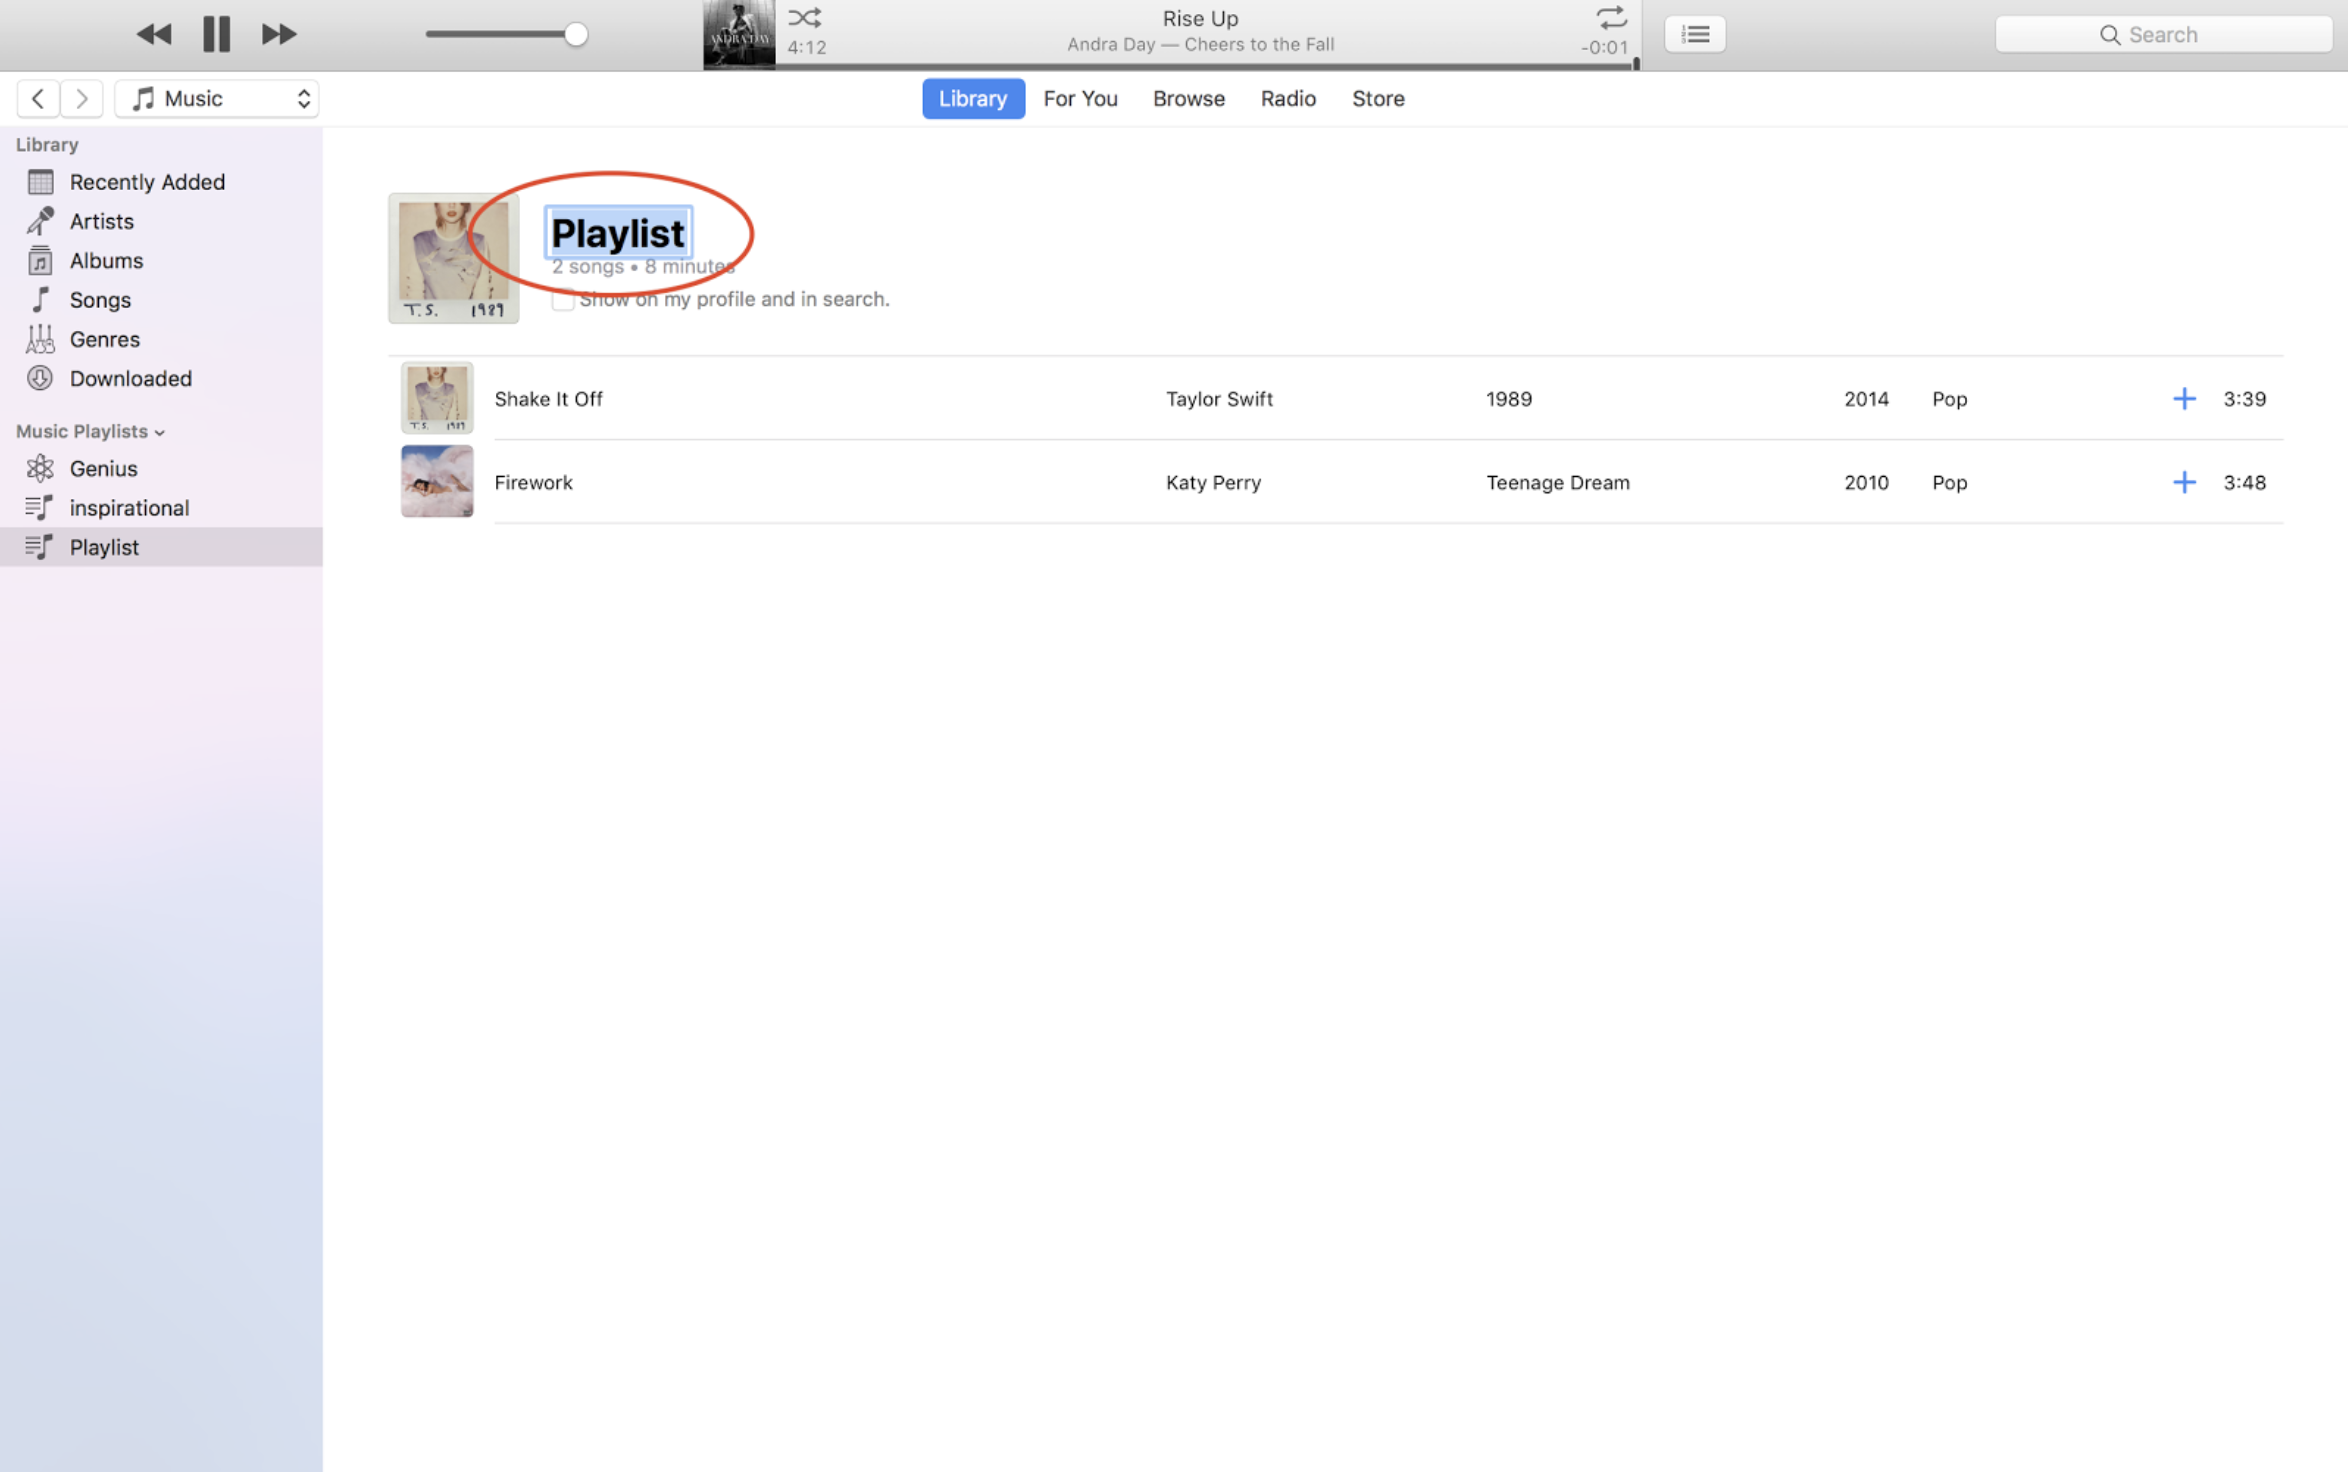 Rise Up
4:12
Andra Day — Cheers to the Fall
-0:01
Search
ANDRA DAY
Music
Library For You Browse Radio Store
Library
Recently Added
Artists
Albums
Songs
Genres
Downloaded
Music Playlists
Genius
inspirational
Playlist
Playlist
2 songs • 8 minutes
Show on my profile and in search.
T.S. 1989
Shake It Off Taylor Swift 1989 2014 Pop + 3:39
T.S. 1989
Firework Katy Perry Teenage Dream 2010 Pop + 3:48